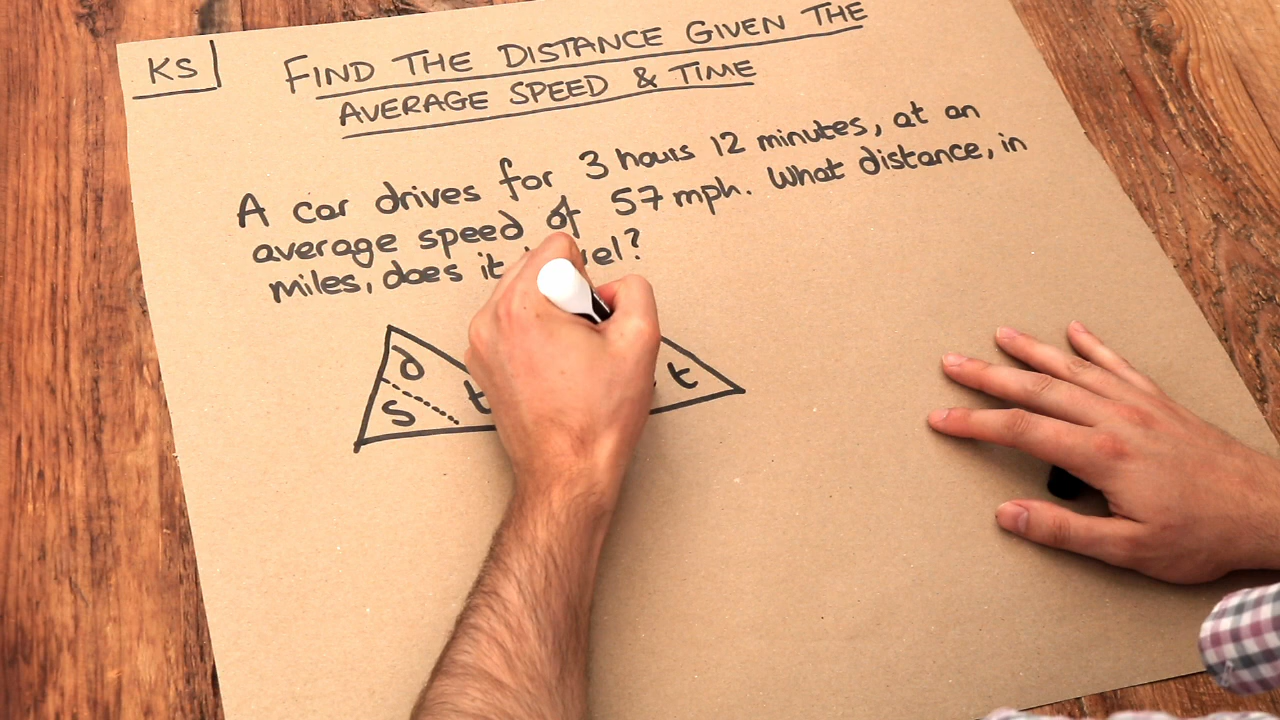 KS
FIND THE DISTANCE GIVEN THE
AVERAGE SPEED & TIME
A car drives for 3 hours 12 minutes, at an
average speed of 57 mph. What distance, in
miles, does it
d
s t t